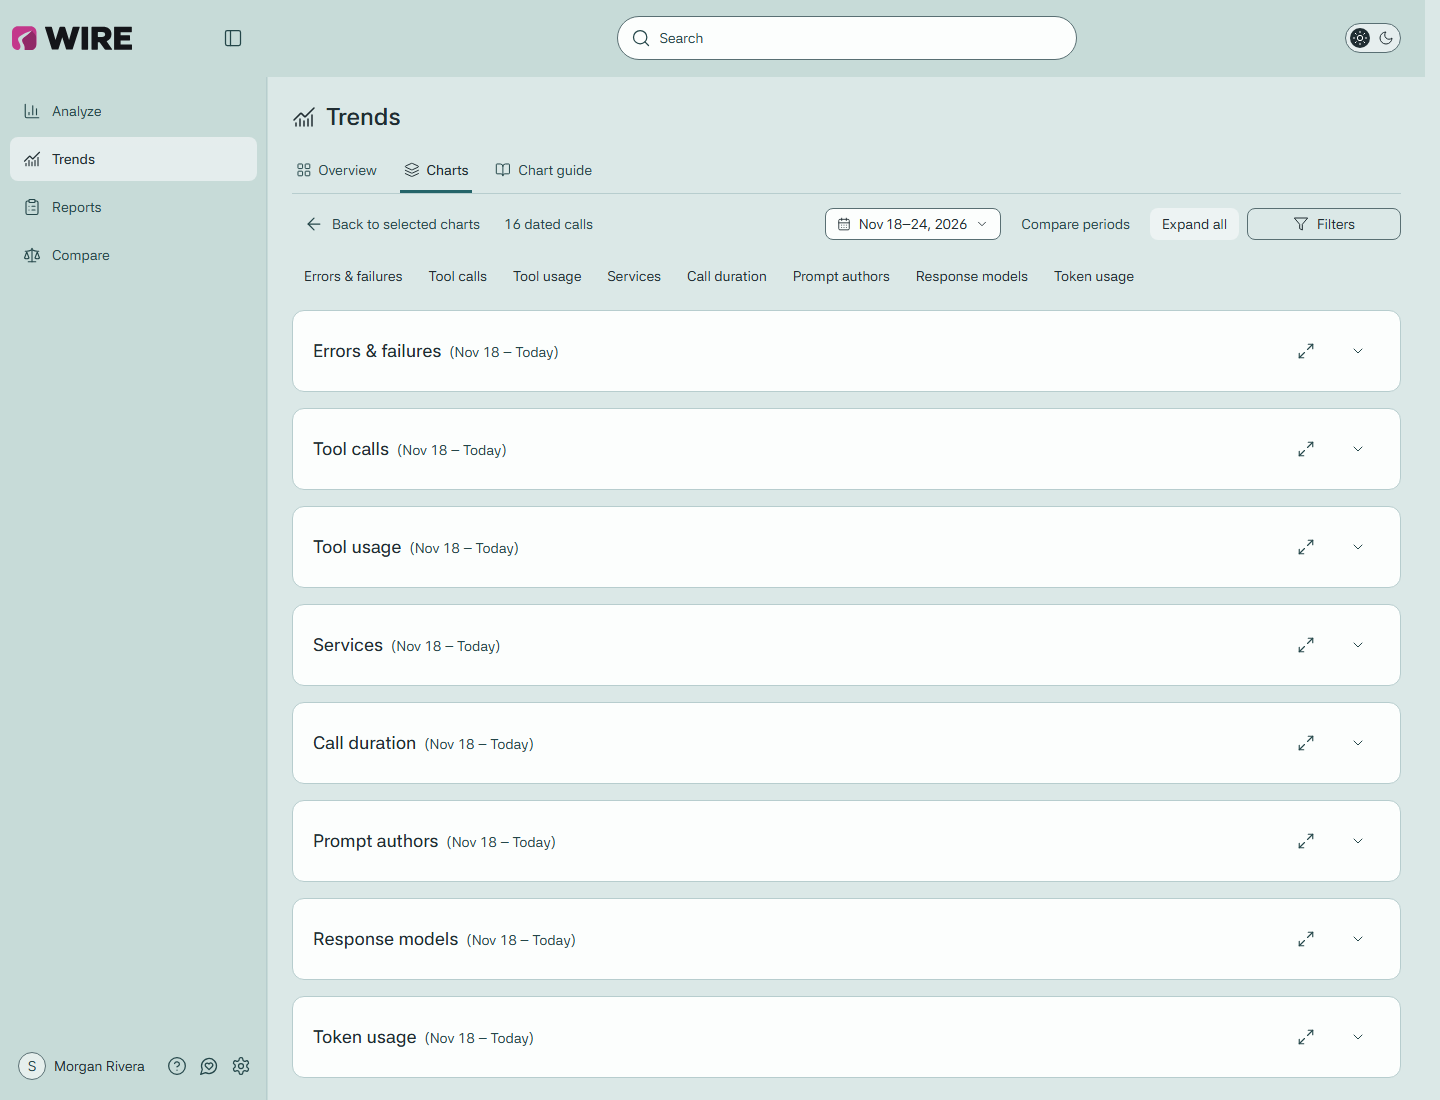 WIRE
Search
Analyze
Trends
Reports
Compare
Trends
Overview
Charts
Chart guide
Back to selected charts
16 dated calls
Nov 18–24, 2026
Compare periods
Expand all
Filters
Errors & failures
Tool calls
Tool usage
Services
Call duration
Prompt authors
Response models
Token usage
Errors & failures (Nov 18 – Today)
Tool calls (Nov 18 – Today)
Tool usage (Nov 18 – Today)
Services (Nov 18 – Today)
Call duration (Nov 18 – Today)
Prompt authors (Nov 18 – Today)
Response models (Nov 18 – Today)
Token usage (Nov 18 – Today)
S
Morgan Rivera